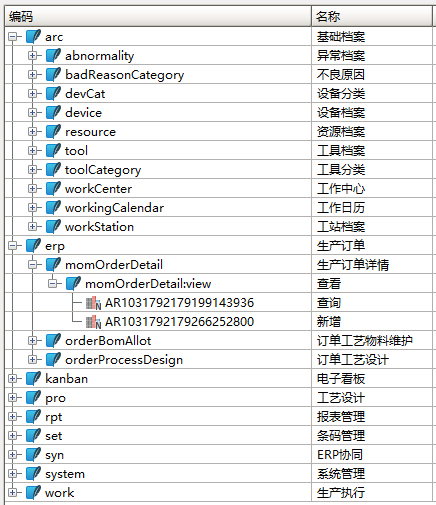 编码 名称
arc 基础档案
abnormality 异常档案
badReasonCategory 不良原因
devCat 设备分类
device 设备档案
resource 资源档案
tool 工具档案
toolCategory 工具分类
workCenter 工作中心
workingCalendar 工作日历
workStation 工站档案
erp 生产订单
momOrderDetail 生产订单详情
momOrderDetail:view 查看
AR1031792179199143936 查询
AR1031792179266252800 新增
orderBomAllot 订单工艺物料维护
orderProcessDesign 订单工艺设计
kanban 电子看板
pro 工艺设计
rpt 报表管理
set 条码管理
syn ERP协同
system 系统管理
work 生产执行